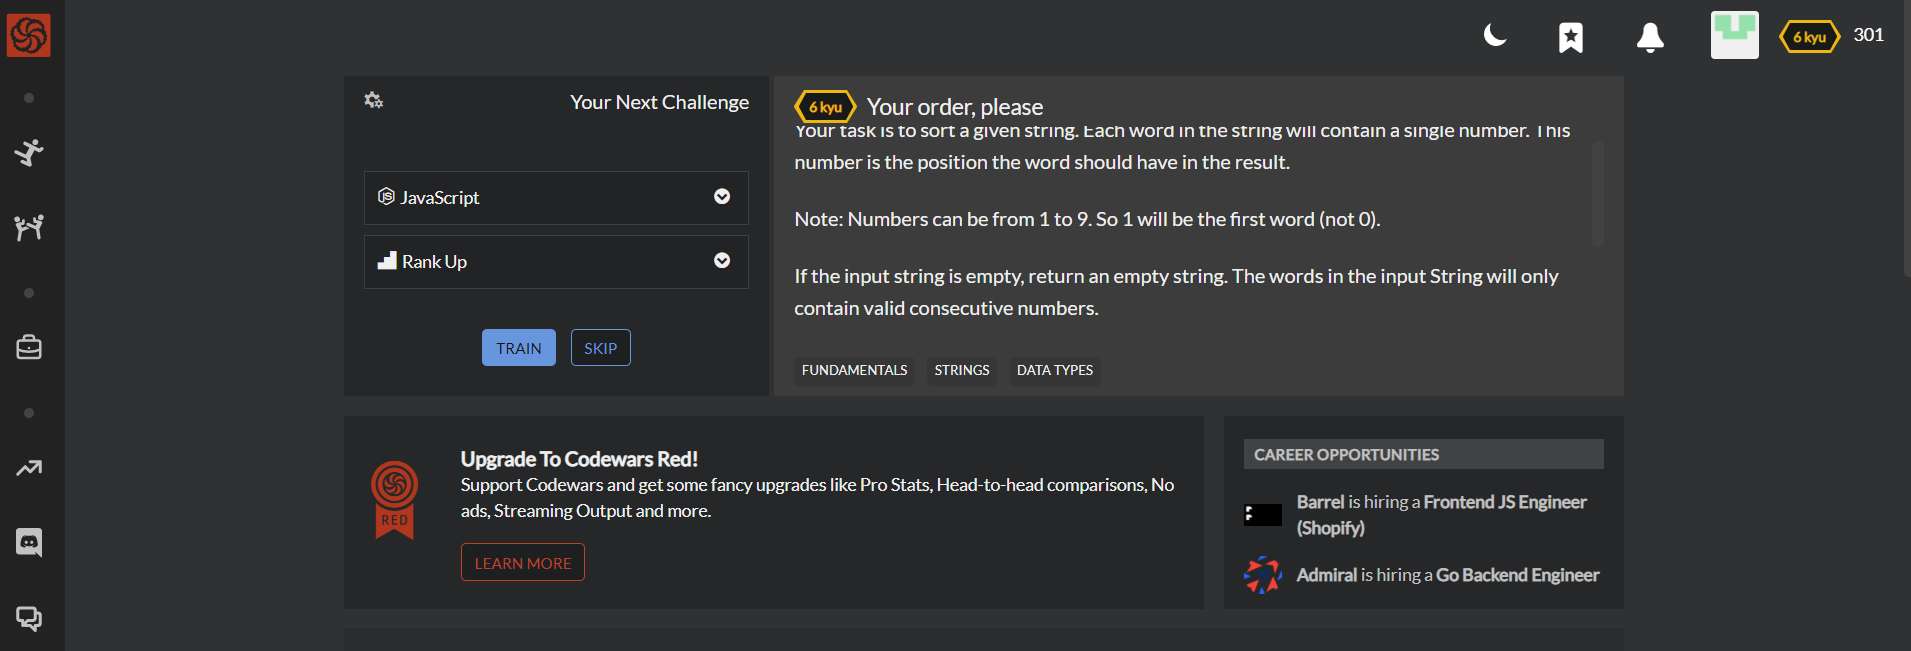 6 kyu
301
Your Next Challenge
JavaScript
Rank Up
TRAIN
SKIP
6 kyu
Your order, please
Your task is to sort a given string. Each word in the string will contain a single number. This
number is the position the word should have in the result.
Note: Numbers can be from 1 to 9. So 1 will be the first word (not 0).
If the input string is empty, return an empty string. The words in the input String will only
contain valid consecutive numbers.
FUNDAMENTALS
STRINGS
DATA TYPES
RED
Upgrade To Codewars Red!
Support Codewars and get some fancy upgrades like Pro Stats, Head-to-head comparisons, No
ads, Streaming Output and more.
LEARN MORE
CAREER OPPORTUNITIES
Barrel is hiring a Frontend JS Engineer
(Shopify)
Admiral is hiring a Go Backend Engineer